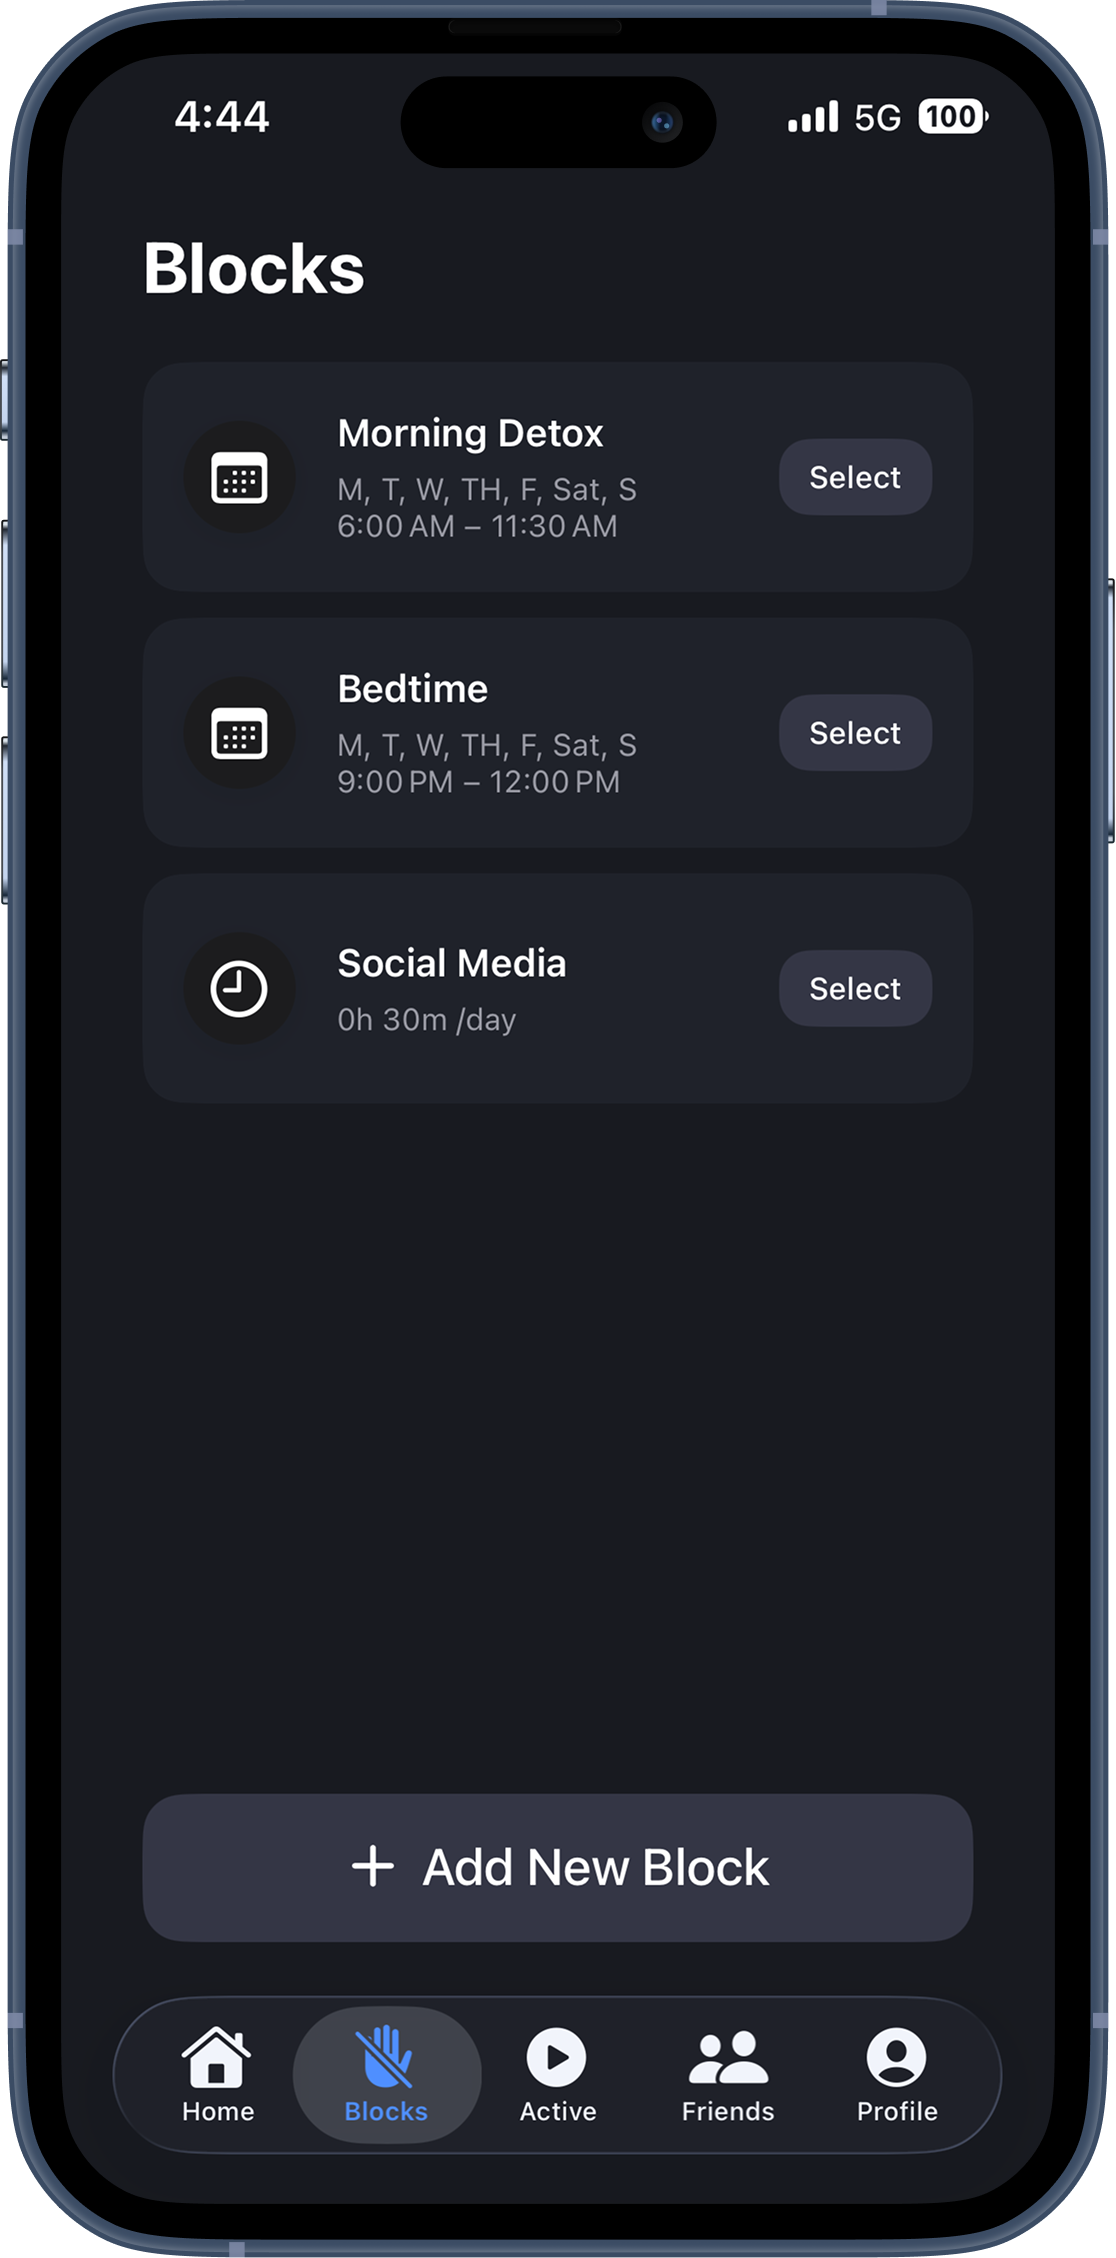 4:44
5G
100
Blocks
Morning Detox
M, T, W, TH, F, Sat, S
6:00 AM – 11:30 AM
Select
Bedtime
M, T, W, TH, F, Sat, S
9:00 PM – 12:00 PM
Select
Social Media
0h 30m /day
Select
+ Add New Block
Home
Blocks
Active
Friends
Profile